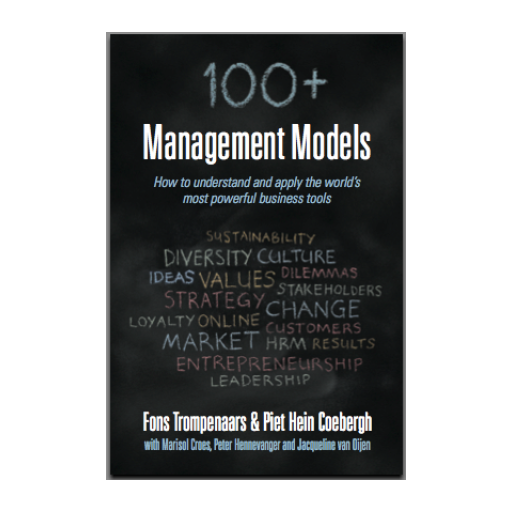 100+
Management Models
How to understand and apply the world's
most powerful business tools
SUSTAINABILITY
DIVERSITY CULTURE
IDEAS VALUES DILEMMAS
STAKEHOLDERS
STRATEGY CHANGE
LOYALTY ONLINE CUSTOMERS
MARKET HRM RESULTS
ENTREPRENEURSHIP
LEADERSHIP
Fons Trompenaars & Piet Hein Coebergh
with Marisol Croes, Peter Hennevanger and Jacqueline van Oijen